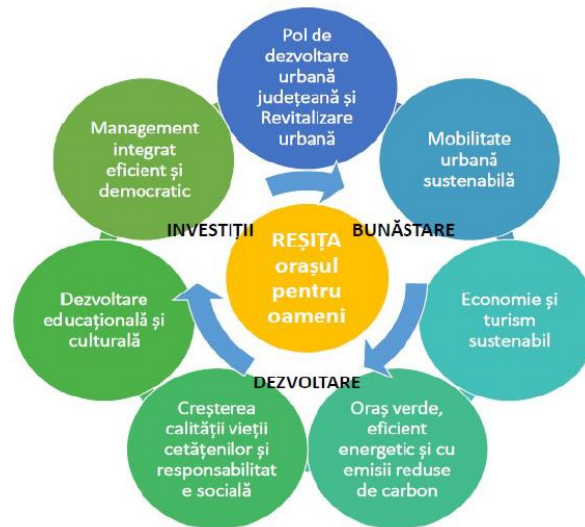 Pol de
dezvoltare
urbană
județeană și
Revitalizare
urbană
Mobilitate
urbană
sustenabilă
Economie și
turism
sustenabil
Oraș verde,
eficient
energetic și cu
emisii reduse
de carbon
Creșterea
calității vieții
cetățenilor și
responsabilitat
e socială
Dezvoltare
educațională și
culturală
Management
integrat
eficient și
democratic
INVESTIȚII
BUNĂSTARE
DEZVOLTARE
REȘIȚA
orașul
pentru
oameni